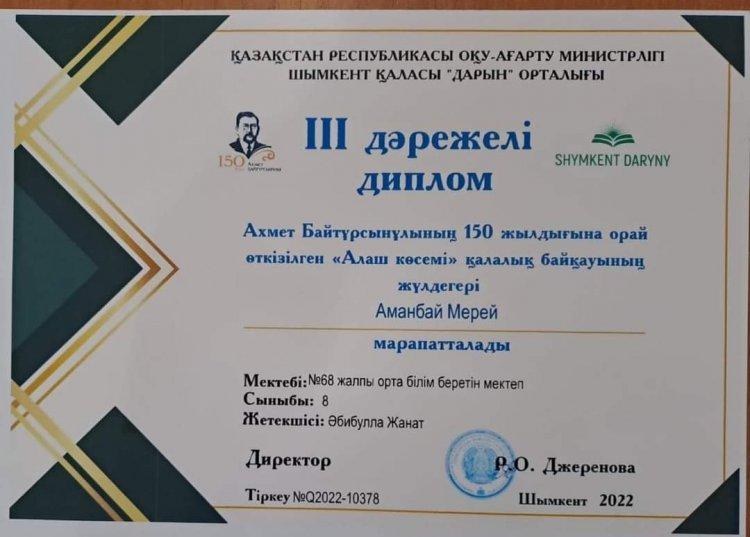 ҚАЗАҚСТАН РЕСПУБЛИКАСЫ ОҚУ-АҒАРТУ МИНИСТРЛІГІ
ШЫМКЕНТ ҚАЛАСЫ "ДАРЫН" ОРТАЛЫҒЫ
150
АХМЕТ
БАЙТҰРСЫНҰЛЫ
III дәрежелі
диплом
SHYMKENT DARYNY
Ахмет Байтұрсынұлының 150 жылдығына орай
өткізілген «Алаш көсемі» қалалық байқауының
жүлдегері
Аманбай Мерей
марапатталады
Мектебі: №68 жалпы орта білім беретін мектеп
Сыныбы: 8
Жетекшісі: Әбибулла Жанат
Директор
Р.О. Джеренова
Тіркеу №Q2022-10378
Шымкент 2022